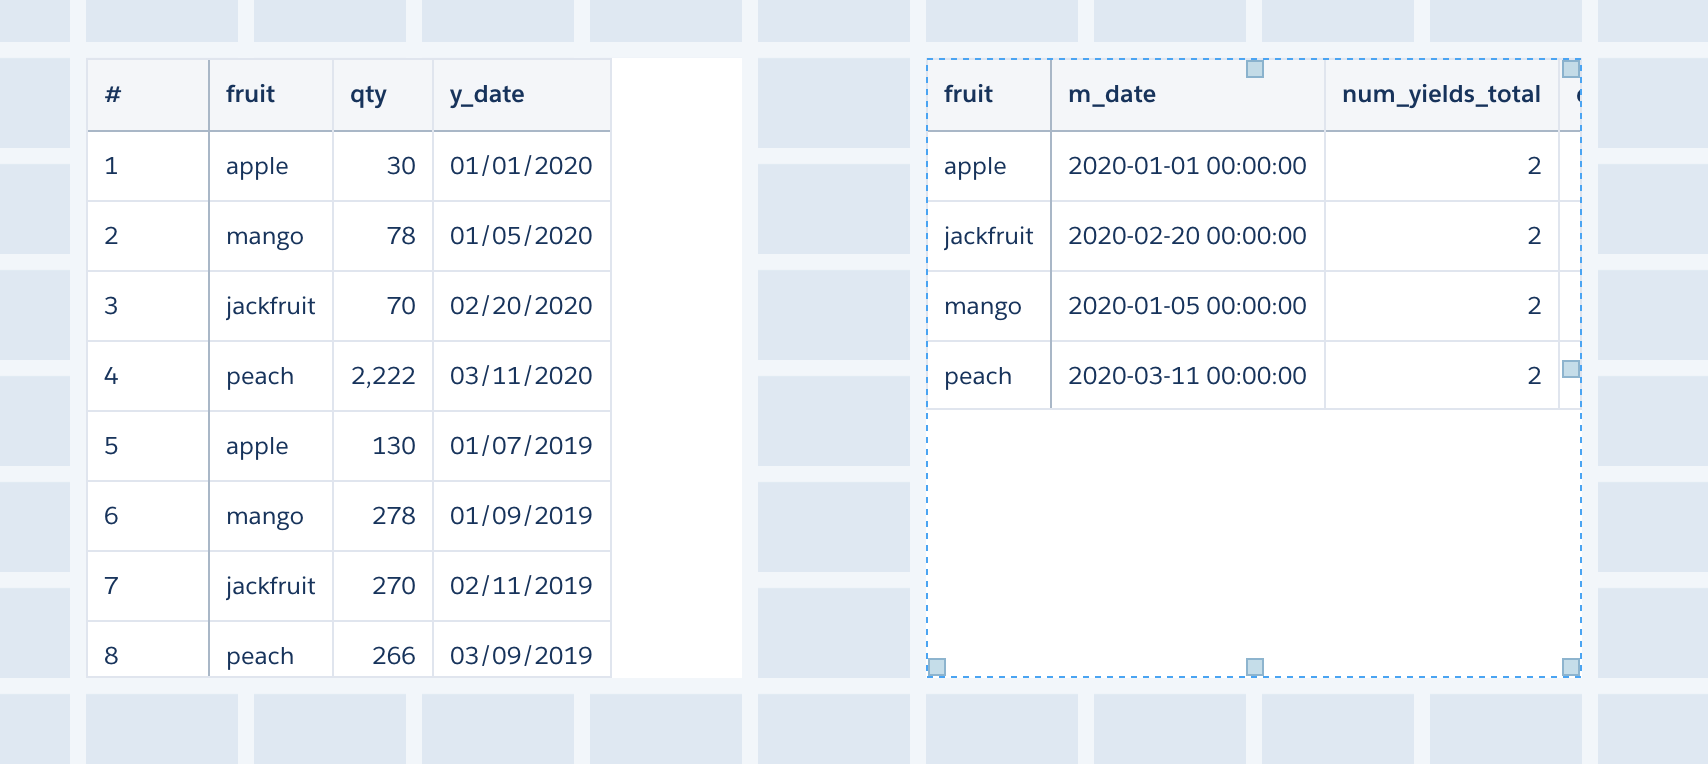 # fruit qty y_date
1 apple 30 01/01/2020
2 mango 78 01/05/2020
3 jackfruit 70 02/20/2020
4 peach 2,222 03/11/2020
5 apple 130 01/07/2019
6 mango 278 01/09/2019
7 jackfruit 270 02/11/2019
8 peach 266 03/09/2019
fruit m_date num_yields_total
apple 2020-01-01 00:00:00 2
jackfruit 2020-02-20 00:00:00 2
mango 2020-01-05 00:00:00 2
peach 2020-03-11 00:00:00 2